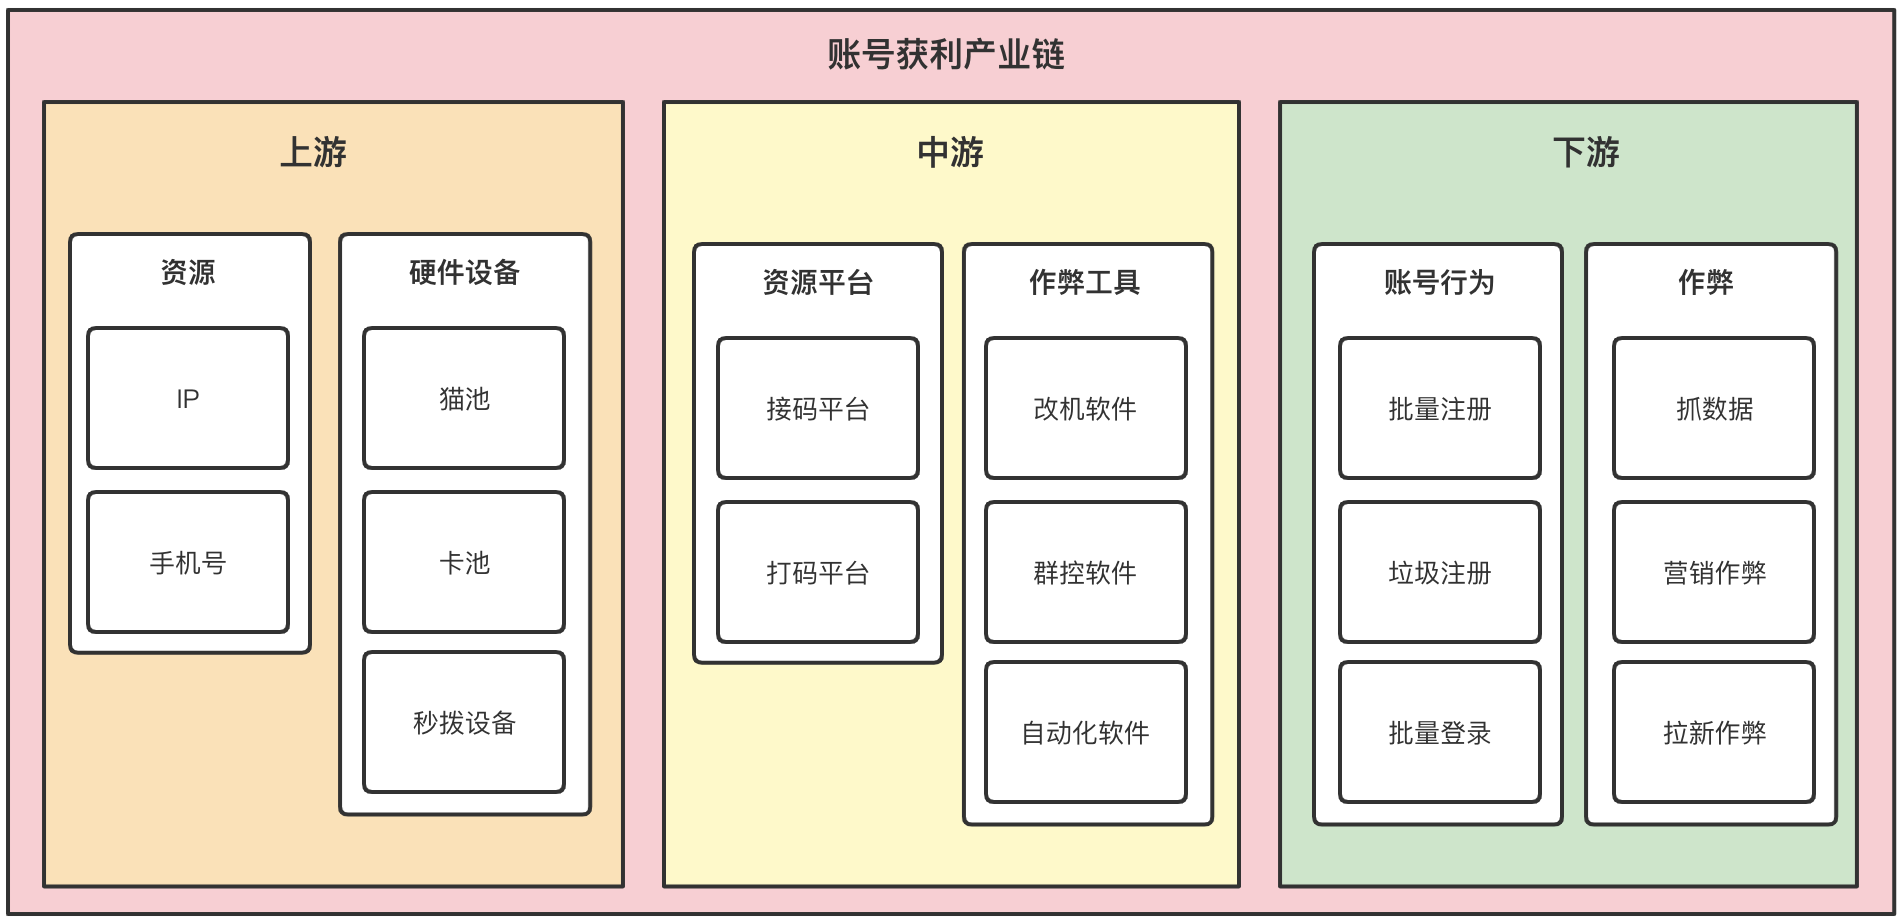 账号获利产业链
上游
资源
IP
手机号
硬件设备
猫池
卡池
秒拨设备
中游
资源平台
接码平台
打码平台
作弊工具
改机软件
群控软件
自动化软件
下游
账号行为
批量注册
垃圾注册
批量登录
作弊
抓数据
营销作弊
拉新作弊